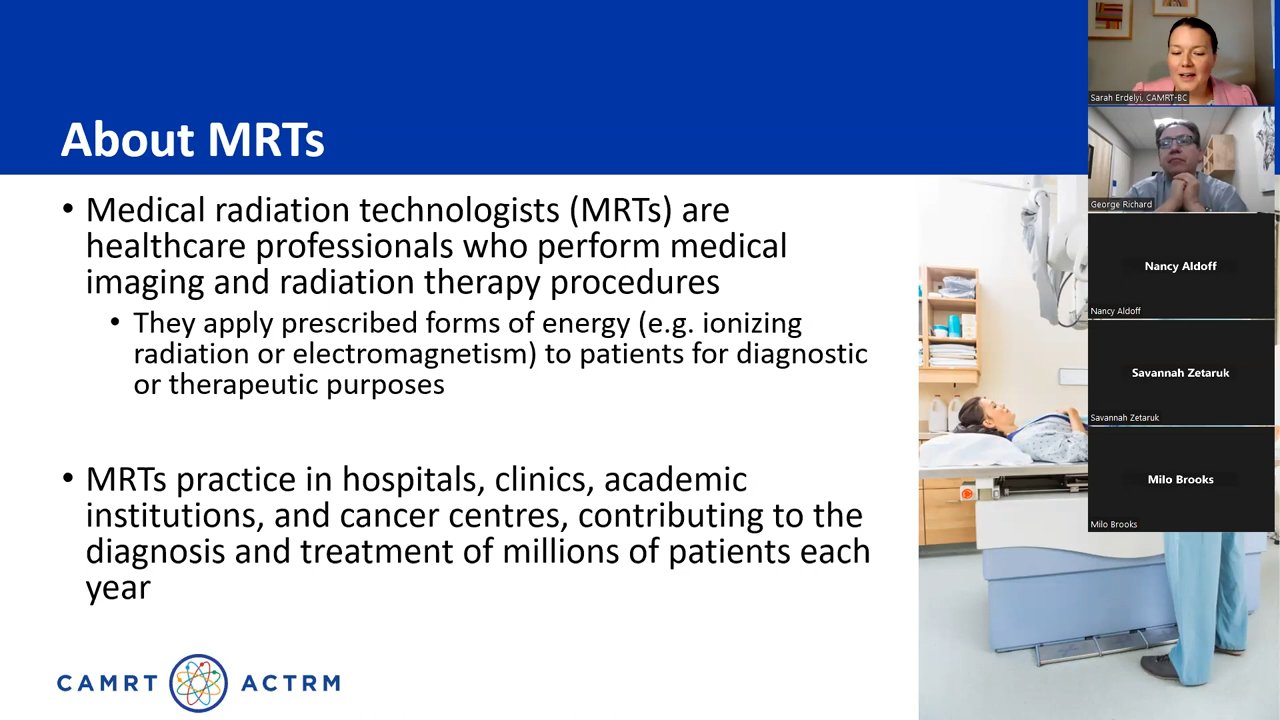 About MRTs
• Medical radiation technologists (MRTs) are
healthcare professionals who perform medical
imaging and radiation therapy procedures
• They apply prescribed forms of energy (e.g. ionizing
radiation or electromagnetism) to patients for diagnostic
or therapeutic purposes
• MRTs practice in hospitals, clinics, academic
institutions, and cancer centres, contributing to the
diagnosis and treatment of millions of patients each
year
CAMRT ACTRM
Sarah Erdelyi, CAMRT-BC
George Richard
Nancy Aldoff
Nancy Aldoff
Savannah Zetaruk
Savannah Zetaruk
Milo Brooks
Milo Brooks